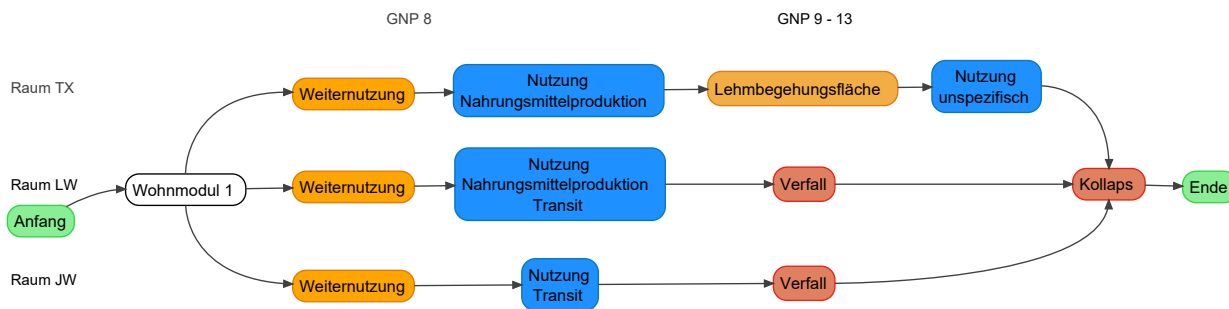 GNP 8
GNP 9 - 13
Raum TX
Weiternutzung
Nutzung
Nahrungsmittelproduktion
Lehmbegehungsfläche
Nutzung
unspezifisch
Raum LW
Anfang
Wohnmodul 1
Weiternutzung
Nutzung
Nahrungsmittelproduktion
Transit
Verfall
Kollaps
Ende
Raum JW
Weiternutzung
Nutzung
Transit
Verfall